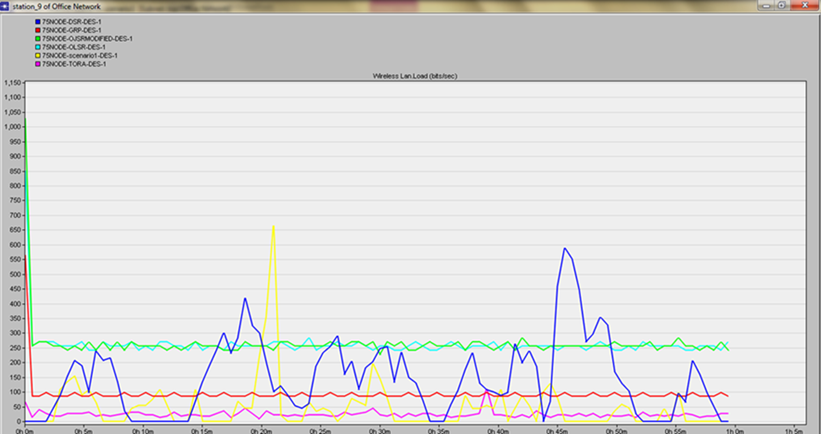 station_9 of Office Network
75NODE-DSR-DES-1
75NODE-GRP-DES-1
75NODE-OJSRMODIFIED-DES-1
75NODE-OLSR-DES-1
75NODE-scenario1-DES-1
75NODE-TORA-DES-1
Wireless Lan.Load (bits/sec)
1,150
1,100
1,050
1,000
950
900
850
800
750
700
650
600
550
500
450
400
350
300
250
200
150
100
50
0
0h 0m 0h 5m 0h 10m 0h 15m 0h 20m 0h 25m 0h 30m 0h 35m 0h 40m 0h 45m 0h 50m 0h 55m 1h 0m 1h 5m